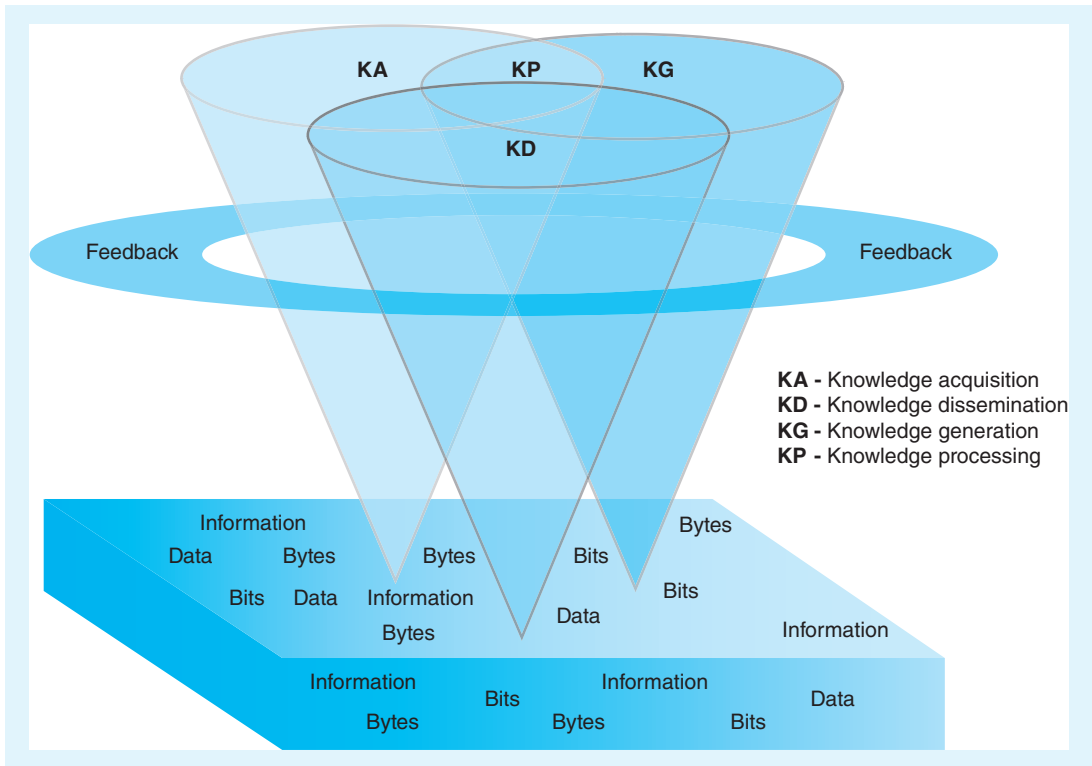 KA KP KG
KD
Feedback Feedback
KA - Knowledge acquisition
KD - Knowledge dissemination
KG - Knowledge generation
KP - Knowledge processing
Information Bytes
Data Bytes Bytes Bits
Bits Data Information Bits
Bytes Data Information
Information Bits Information Data
Bytes Bytes Bits